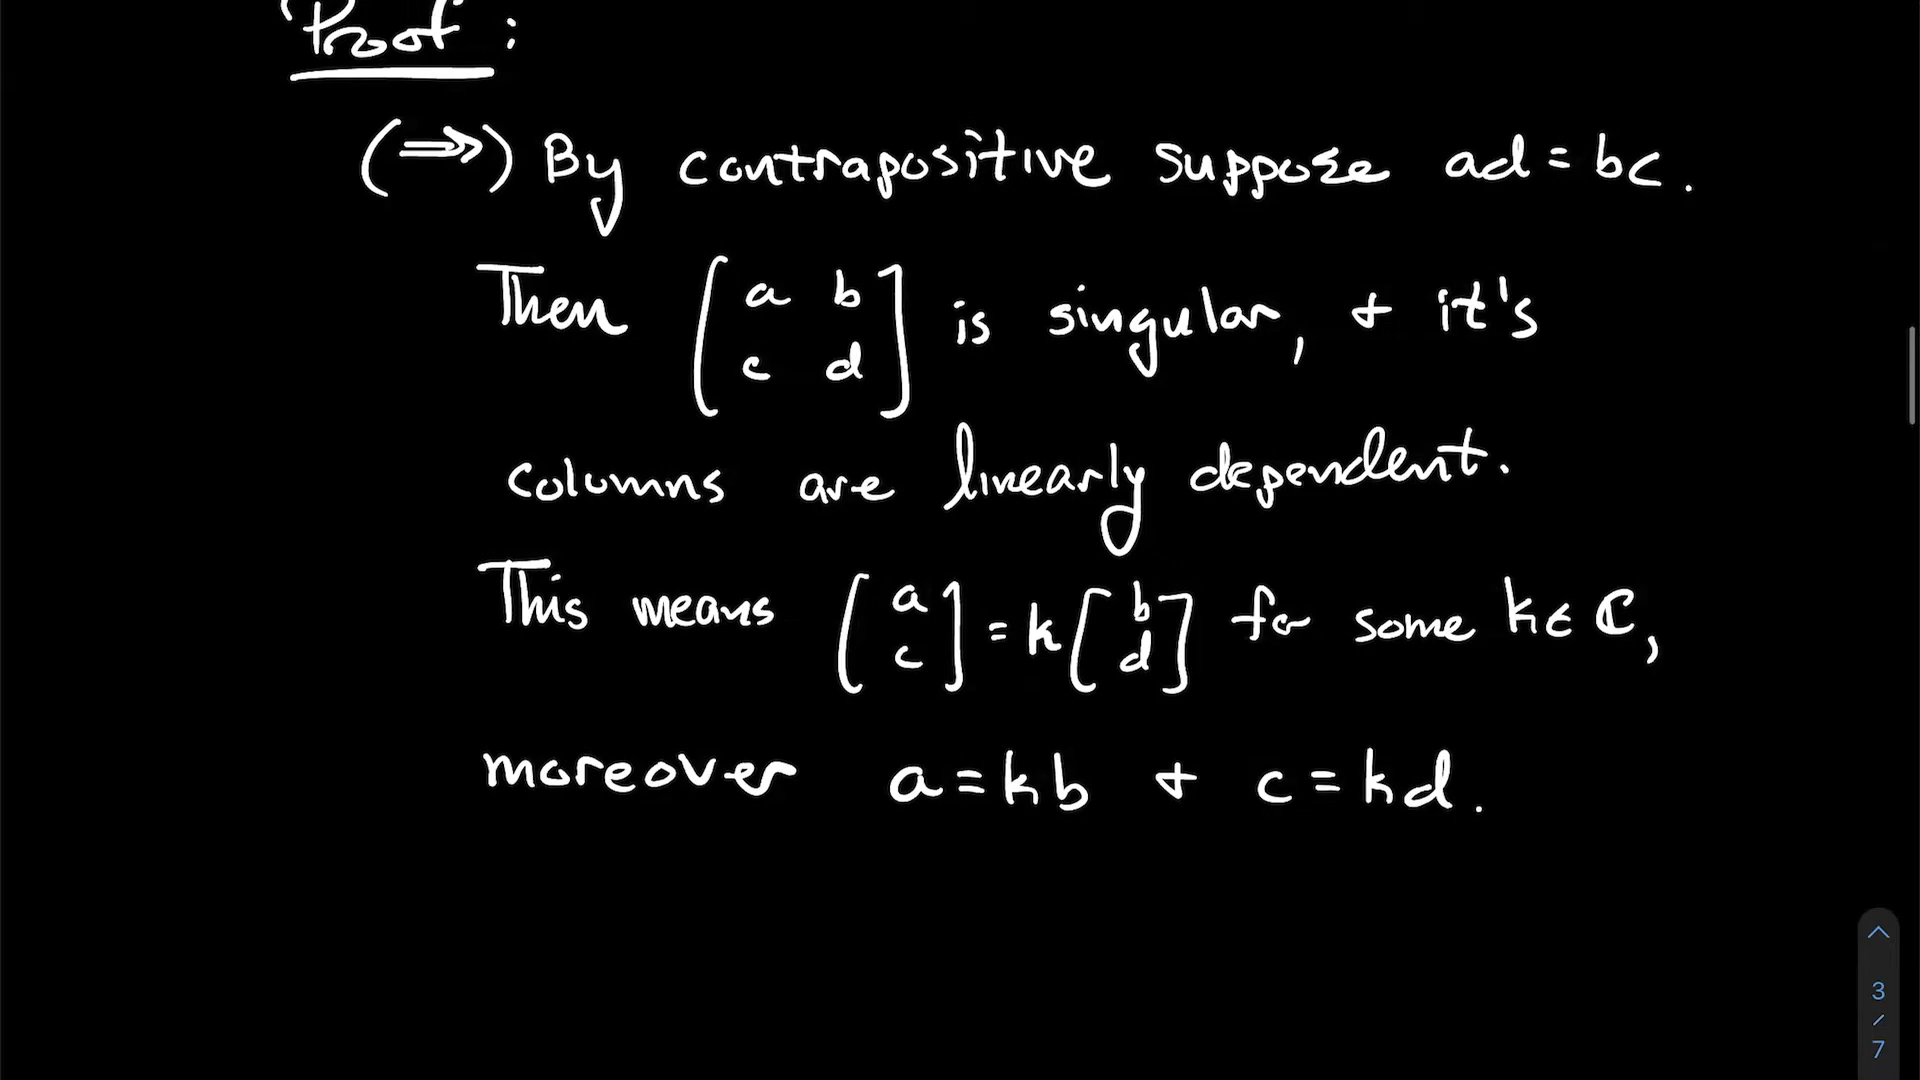 Proof:
(⇒) By contrapositive suppose ad = bc.
Then [a b; c d] is singular, + it's
columns are linearly dependent.
This means [a; c] = k[b; d] for some k ∈ ℂ,
moreover a = kb + c = kd.
3
/
7